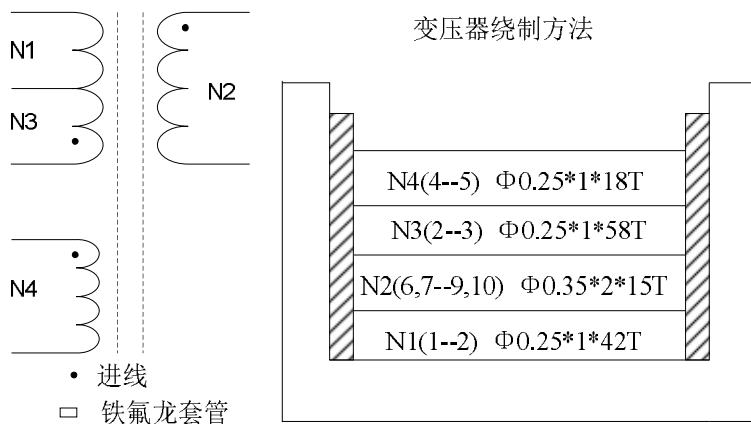 变压器绕制方法
N1
N3
N2
N4
N4(4--5) Φ0.25*1*18T
N3(2--3) Φ0.25*1*58T
N2(6,7--9,10) Φ0.35*2*15T
N1(1--2) Φ0.25*1*42T
进线
铁氟龙套管